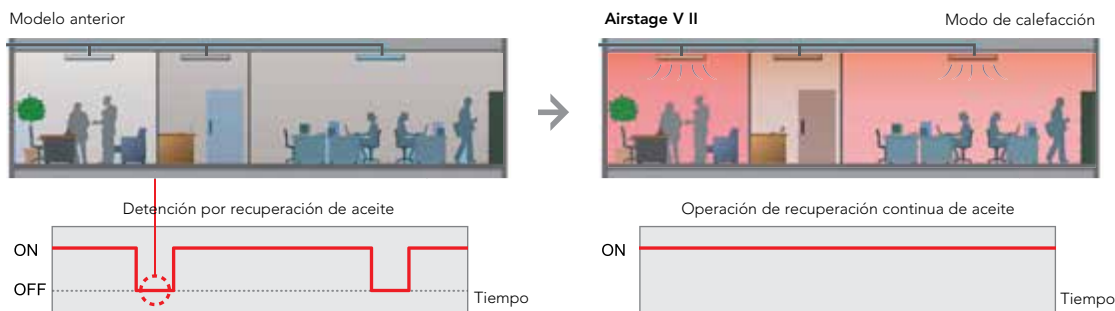 Modelo anterior
Airstage V II
Modo de calefacción
Detención por recuperación de aceite
ON
OFF
Tiempo
Operación de recuperación continua de aceite
ON
Tiempo